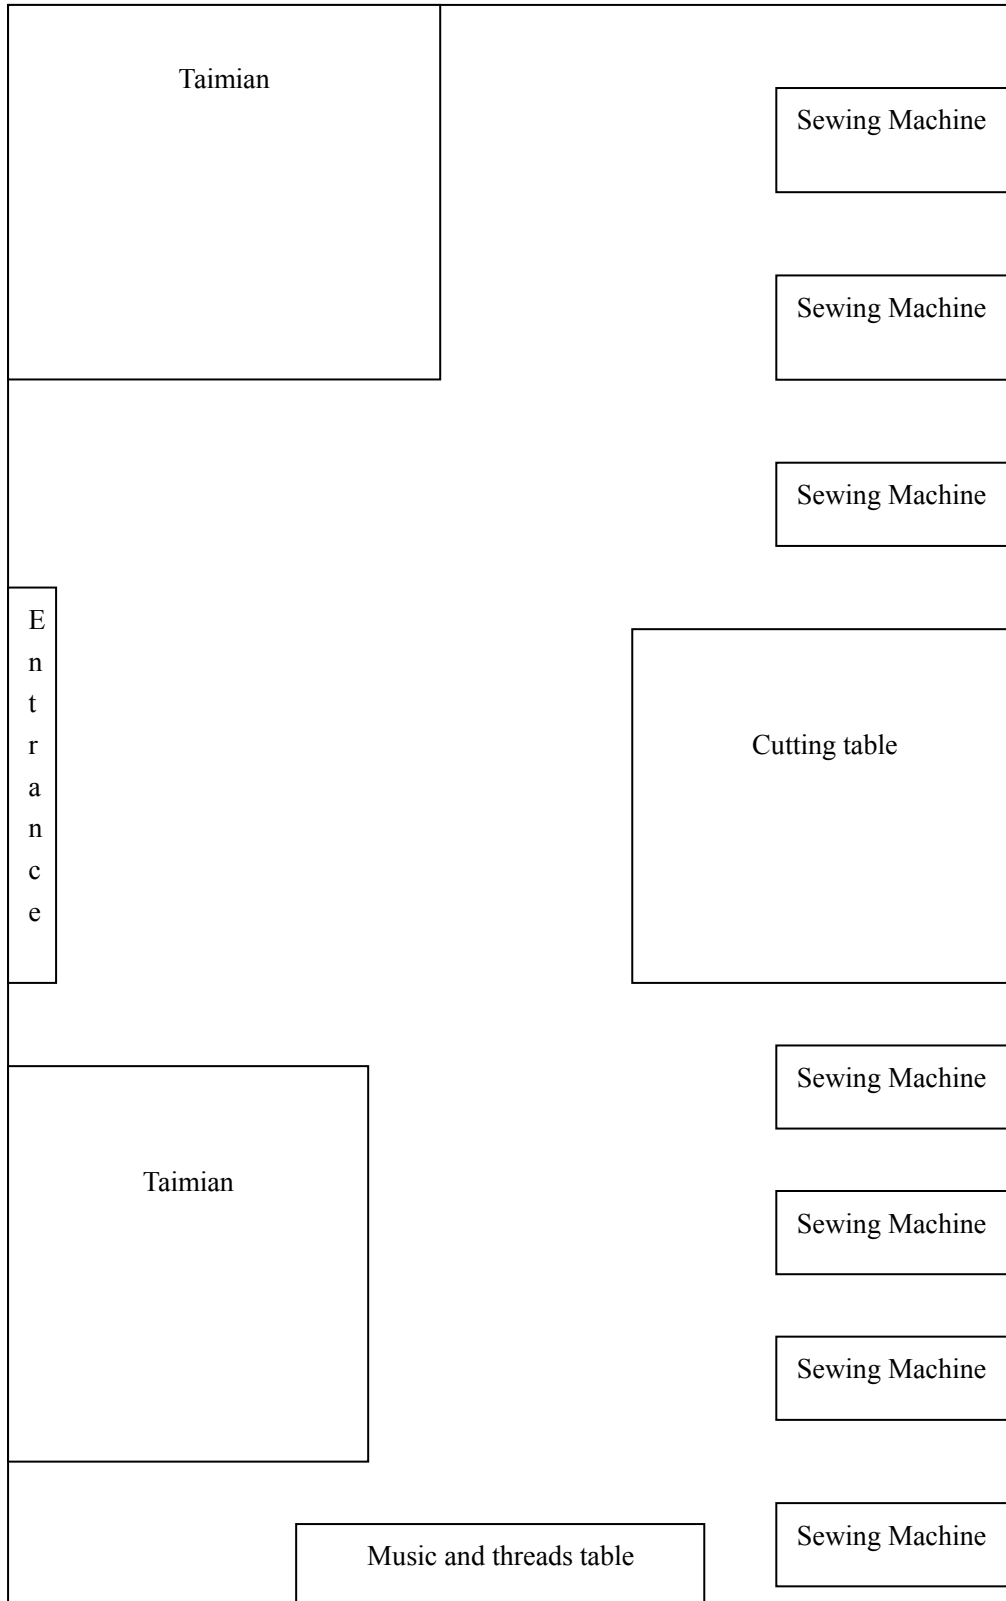 Taimian
Sewing Machine
Sewing Machine
Sewing Machine
E
n
t
r
a
n
c
e
Cutting table
Sewing Machine
Taimian
Sewing Machine
Sewing Machine
Sewing Machine
Music and threads table